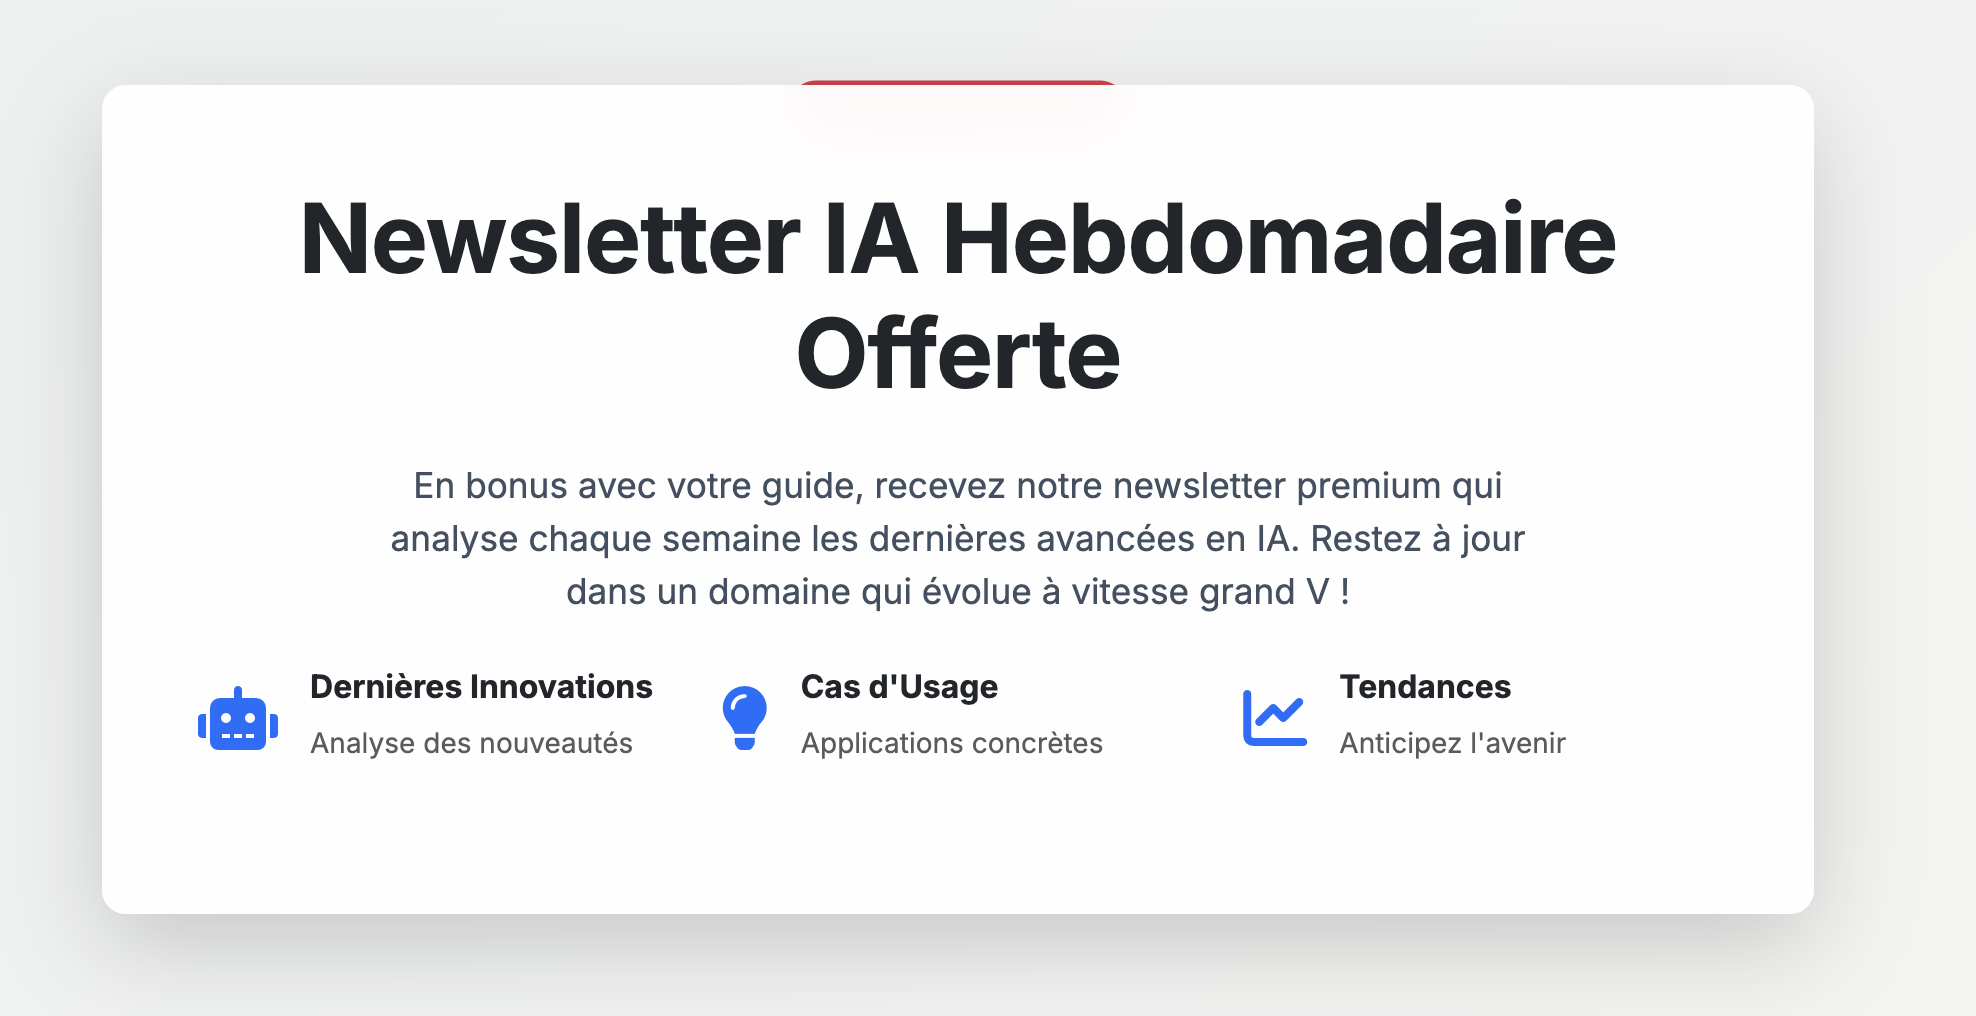 Newsletter IA Hebdomadaire
Offerte
En bonus avec votre guide, recevez notre newsletter premium qui
analyse chaque semaine les dernières avancées en IA. Restez à jour
dans un domaine qui évolue à vitesse grand V !
Dernières Innovations
Analyse des nouveautés
Cas d'Usage
Applications concrètes
Tendances
Anticipez l'avenir